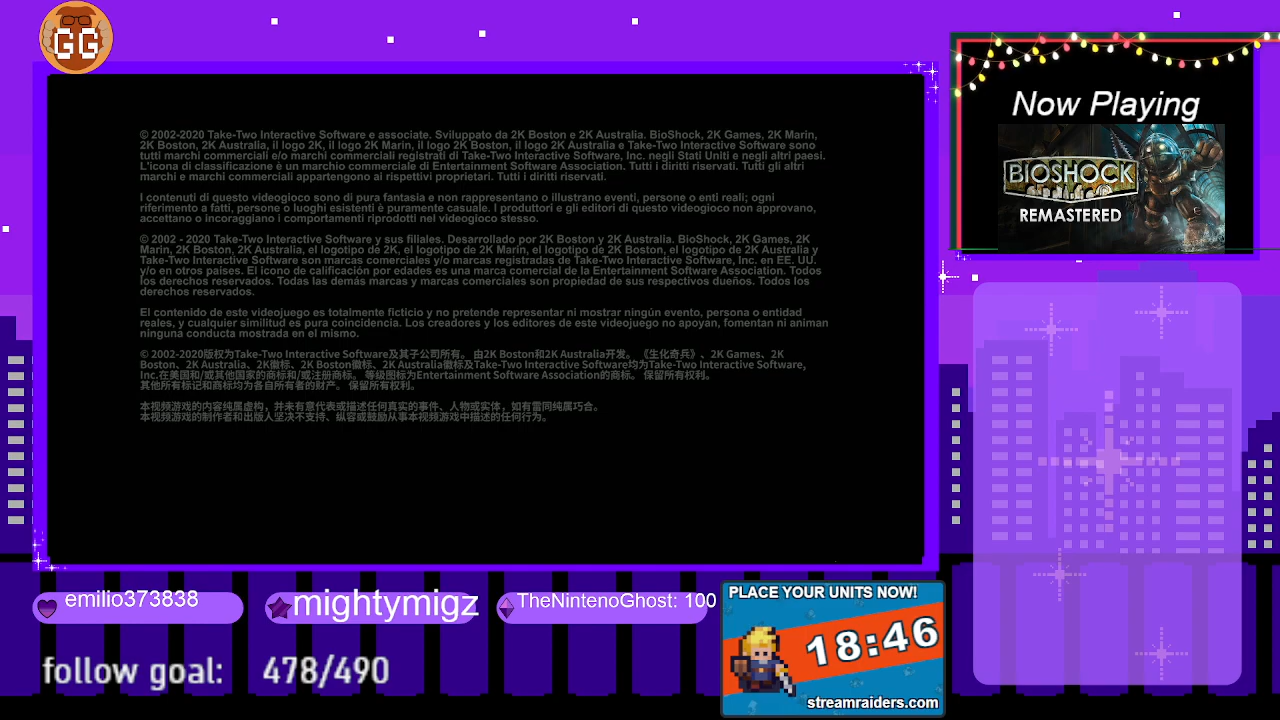 GG
Now Playing
BIOSHOCK
REMASTERED
© 2002-2020 Take-Two Interactive Software e associate. Sviluppato da 2K Boston e 2K Australia. BioShock, 2K Games, 2K Marin,
2K Boston, 2K Australia, il logo 2K, il logo 2K Marin, il logo 2K Boston, il logo 2K Australia e Take-Two Interactive Software sono
tutti marchi commerciali e/o marchi commerciali registrati di Take-Two Interactive Software, Inc. negli Stati Uniti e negli altri paesi.
L'icona di classificazione è un marchio commerciale di Entertainment Software Association. Tutti i diritti riservati. Tutti gli altri
marchi e marchi commerciali appartengono ai rispettivi proprietari. Tutti i diritti riservati.
I contenuti di questo videogioco sono di pura fantasia e non rappresentano o illustrano eventi, persone o enti reali; ogni
riferimento a fatti, persone o luoghi esistenti è puramente casuale. I produttori e gli editori di questo videogioco non approvano,
accettano o incoraggiano i comportamenti riprodotti nel videogioco stesso.
© 2002 - 2020 Take-Two Interactive Software y sus filiales. Desarrollado por 2K Boston y 2K Australia. BioShock, 2K Games, 2K
Marin, 2K Boston, 2K Australia, el logotipo de 2K, el logotipo de 2K Marin, el logotipo de 2K Boston, el logotipo de 2K Australia y
Take-Two Interactive Software son marcas comerciales y/o marcas registradas de Take-Two Interactive Software, Inc. en EE. UU.
y/o en otros países. El icono de calificación por edades es una marca comercial de la Entertainment Software Association. Todos
los derechos reservados. Todas las demás marcas y marcas comerciales son propiedad de sus respectivos dueños. Todos los
derechos reservados.
El contenido de este videojuego es totalmente ficticio y no pretende representar ni mostrar ningún evento, persona o entidad
reales, y cualquier similitud es pura coincidencia. Los creadores y los editores de este videojuego no apoyan, fomentan ni animan
ninguna conducta mostrada en el mismo.
© 2002-2020版权为Take-Two Interactive Software及其子公司所有。 由2K Boston和2K Australia开发。 《生化奇兵》、2K Games、2K
Boston、2K Australia、2K徽标、2K Boston徽标、2K Australia徽标及Take-Two Interactive Software均为Take-Two Interactive Software,
Inc.在美国和/或其他国家的商标和/或注册商标。 等级图标为Entertainment Software Association的商标。 保留所有权利。
其他所有标记和商标均为各自所有者的财产。 保留所有权利。
本视频游戏的内容纯属虚构，并未有意代表或描述任何真实的事件、人物或实体，如有雷同纯属巧合。
本视频游戏的制作者和出版人坚决不支持、纵容或鼓励从事本视频游戏中描述的任何行为。
emilio373838
mightymigz
TheNintenoGhost: 100
PLACE YOUR UNITS NOW!
18:46
streamraiders.com
follow goal: 478/490